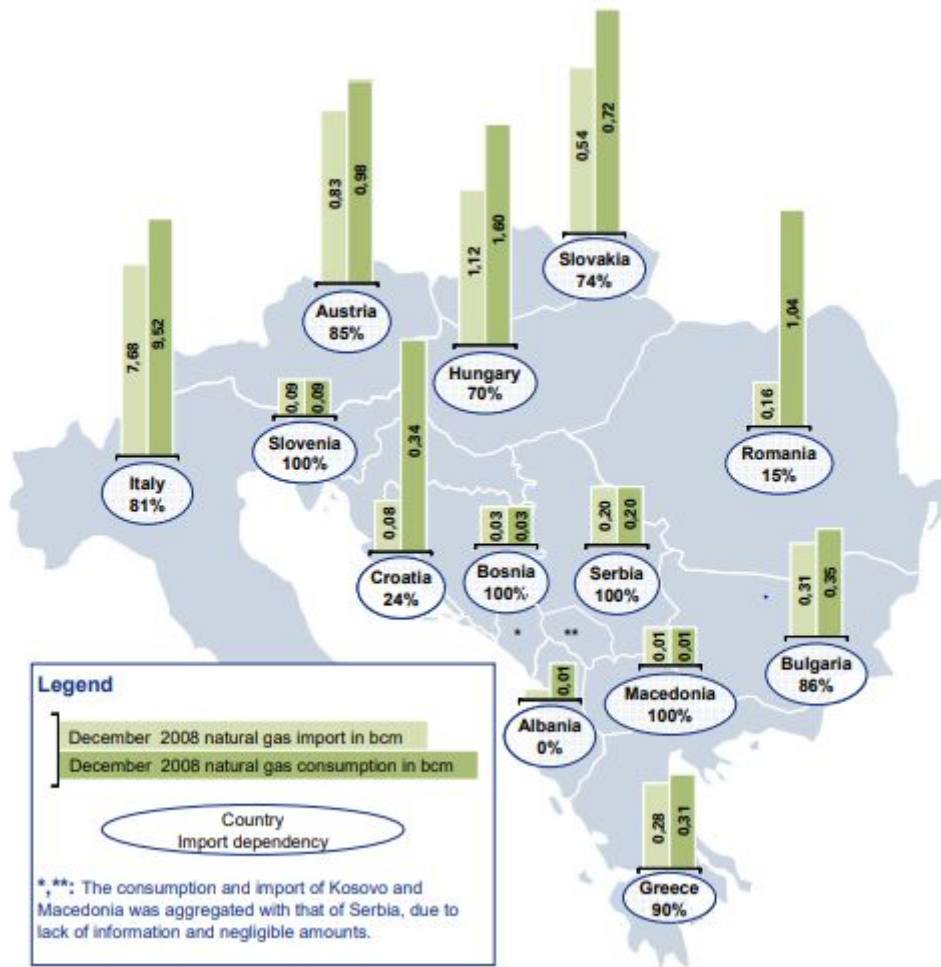 0,54
0,72
Slovakia
74%
0,83
0,98
Austria
85%
1,12
1,60
Hungary
70%
7,68
9,52
Italy
81%
0,09
0,09
Slovenia
100%
0,16
1,04
Romania
15%
0,08
0,34
Croatia
24%
0,03
0,03
Bosnia
100%
0,20
0,20
Serbia
100%
0,31
0,35
Bulgaria
86%
*
**
0,01
Albania
0%
0,01
0,01
Macedonia
100%
0,28
0,31
Greece
90%
Legend
December 2008 natural gas import in bcm
December 2008 natural gas consumption in bcm
Country
Import dependency
*,**: The consumption and import of Kosovo and
Macedonia was aggregated with that of Serbia, due to
lack of information and negligible amounts.